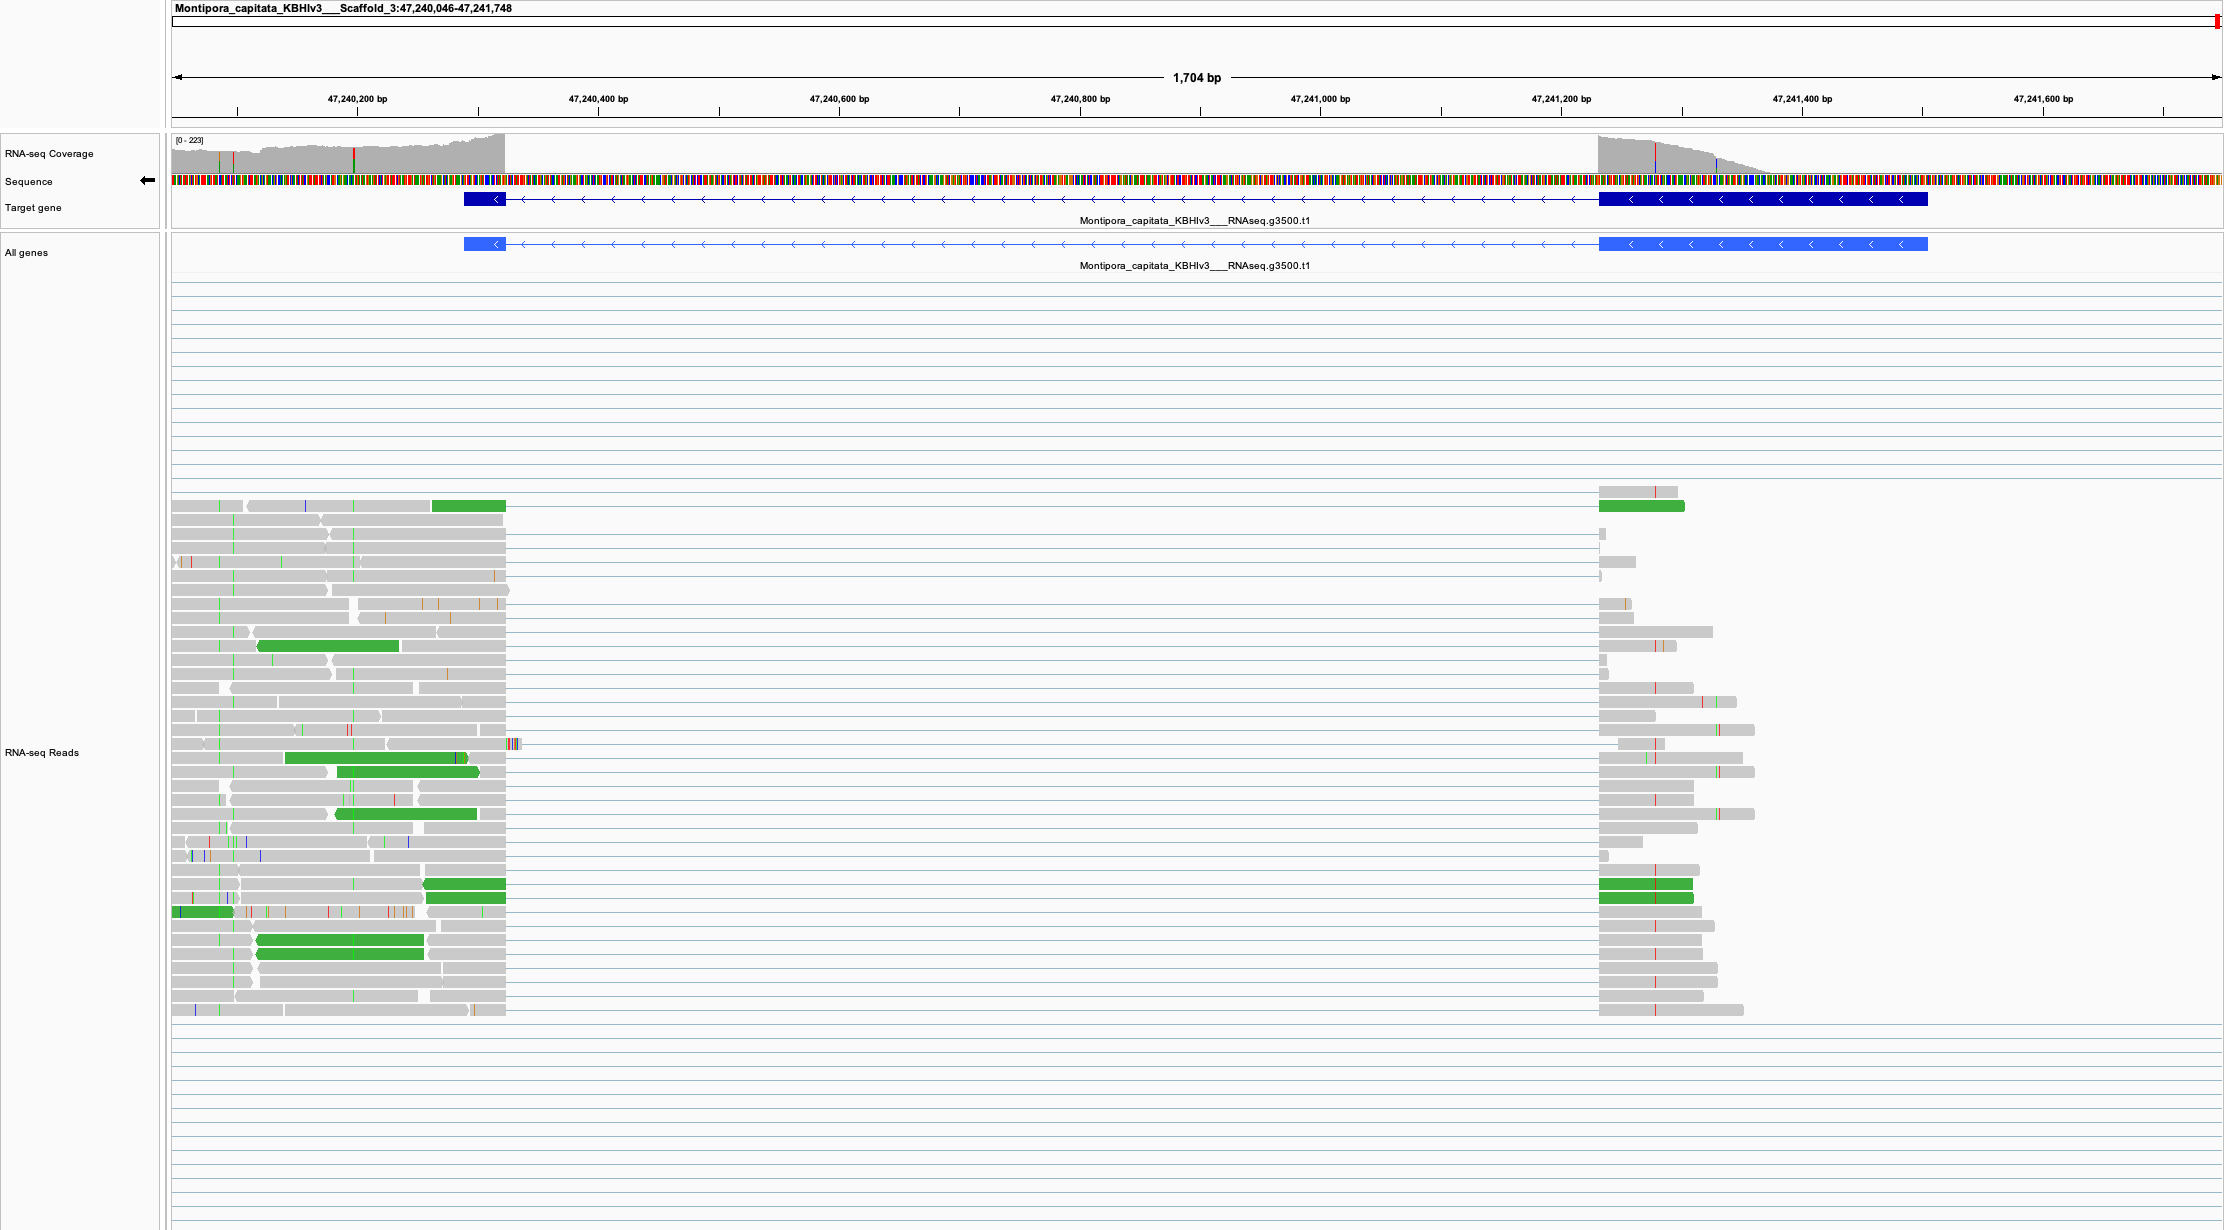 Montipora_capitata_KBHIv3___Scaffold_3:47,240,046-47,241,748
1,704 bp
47,240,200 bp
47,240,400 bp
47,240,600 bp
47,240,800 bp
47,241,000 bp
47,241,200 bp
47,241,400 bp
47,241,600 bp
RNA-seq Coverage
[0 - 223]
Sequence
Target gene
Montipora_capitata_KBHIv3___RNAseq.g3500.t1
All genes
Montipora_capitata_KBHIv3___RNAseq.g3500.t1
RNA-seq Reads